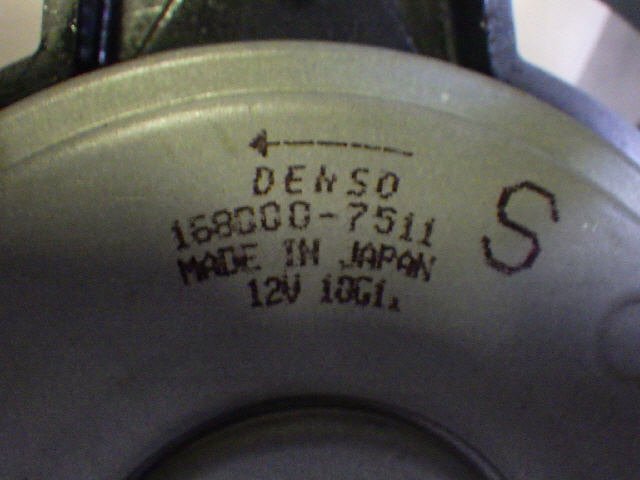 DENSO
168000-7511
S
MADE IN JAPAN
12V